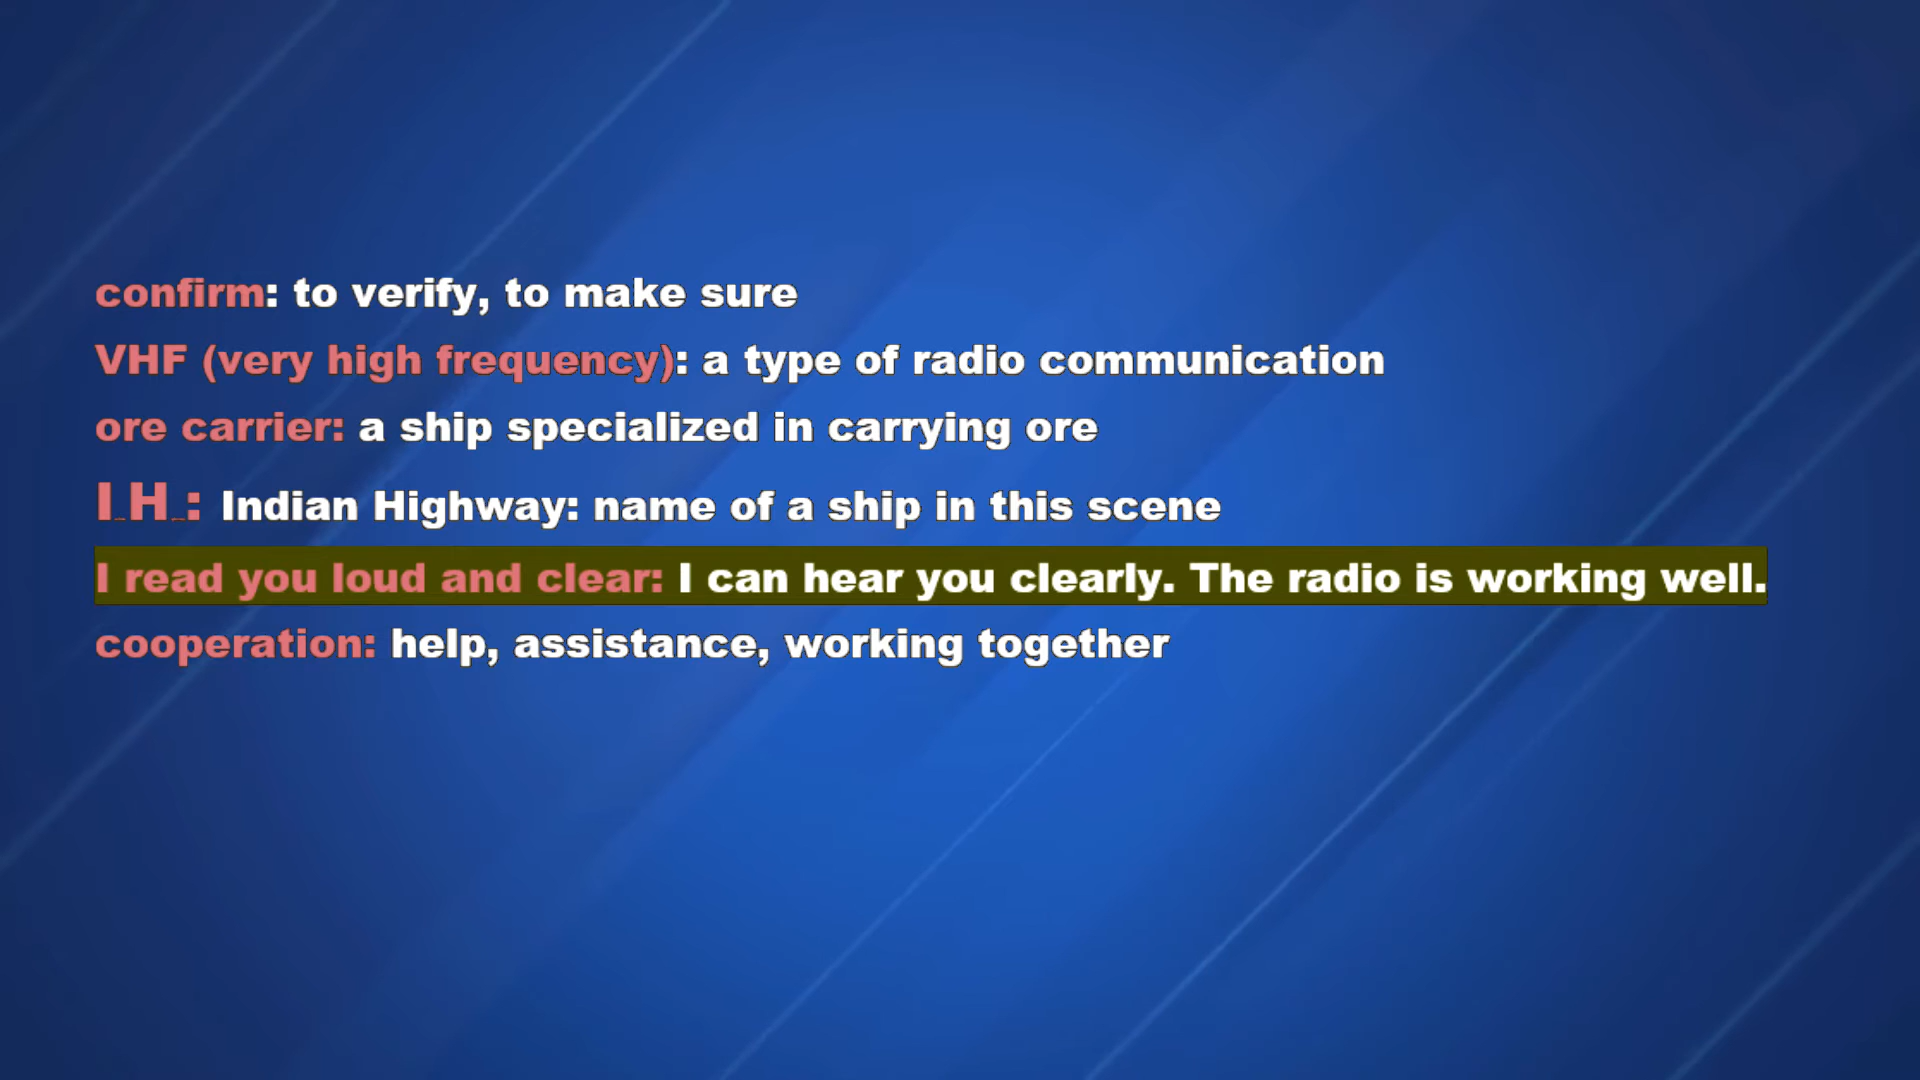 confirm: to verify, to make sure
VHF (very high frequency): a type of radio communication
ore carrier: a ship specialized in carrying ore
I.H.: Indian Highway: name of a ship in this scene
I read you loud and clear: I can hear you clearly. The radio is working well.
cooperation: help, assistance, working together